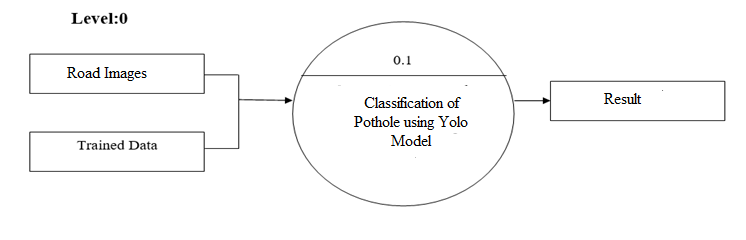 Level:0
Road Images
Trained Data
0.1
Classification of
Pothole using Yolo
Model
Result